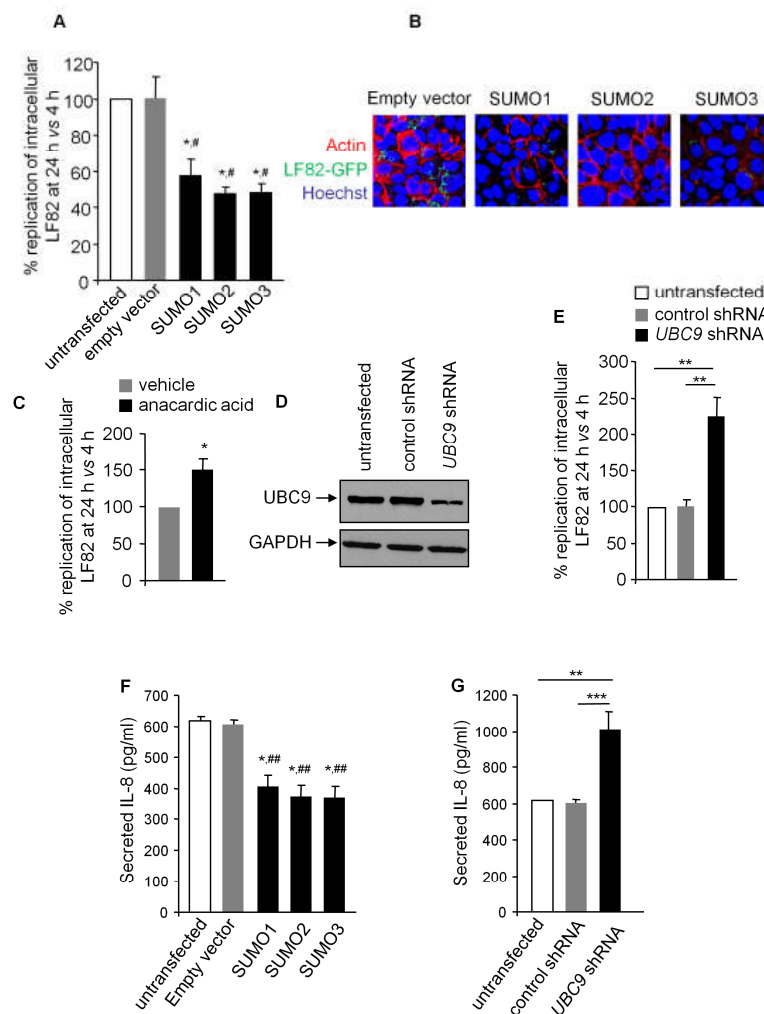 A
% replication of intracellular
LF82 at 24 h vs 4 h
120
100
80
60
40
20
0
*,#
*,#
*,#
untransfected
empty vector
SUMO1
SUMO2
SUMO3
B
Empty vector
SUMO1
SUMO2
SUMO3
Actin
LF82-GFP
Hoechst
C
vehicle
anacardic acid
% replication of intracellular
LF82 at 24 h vs 4 h
200
150
100
50
0
*
D
untransfected
control shRNA
UBC9 shRNA
UBC9
GAPDH
E
untransfected
control shRNA
UBC9 shRNA
% replication of intracellular
LF82 at 24 h vs 4 h
300
250
200
150
100
50
0
**
**
F
Secreted IL-8 (pg/ml)
700
600
500
400
300
200
100
0
*,##
*,##
*,##
untransfected
Empty vector
SUMO1
SUMO2
SUMO3
G
Secreted IL-8 (pg/ml)
1200
1000
800
600
400
200
0
**
***
untransfected
control shRNA
UBC9 shRNA